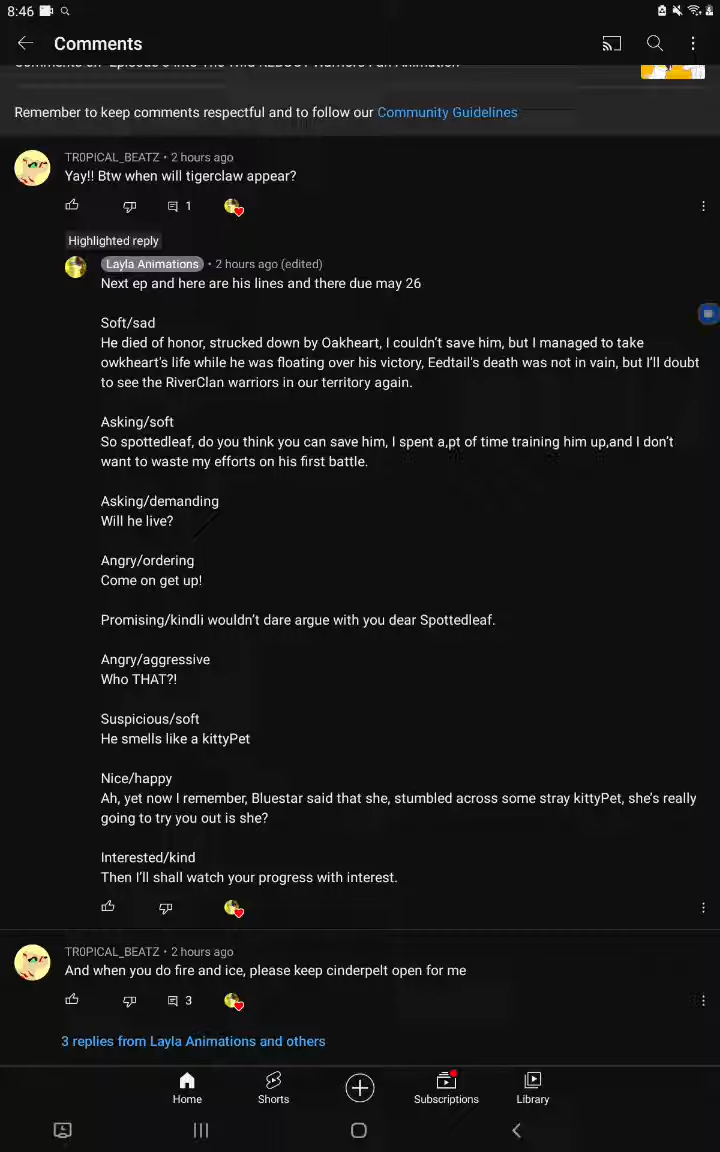 8:46
Comments
Remember to keep comments respectful and to follow our Community Guidelines
TR0PICAL_BEATZ • 2 hours ago
Yay!! Btw when will tigerclaw appear?
1
Highlighted reply
Layla Animations • 2 hours ago (edited)
Next ep and here are his lines and there due may 26
Soft/sad
He died of honor, strucked down by Oakheart, I couldn't save him, but I managed to take
owkheart's life while he was floating over his victory, Eedtail's death was not in vain, but I'll doubt
to see the RiverClan warriors in our territory again.
Asking/soft
So spottedleaf, do you think you can save him, I spent a,pt of time training him up,and I don't
want to waste my efforts on his first battle.
Asking/demanding
Will he live?
Angry/ordering
Come on get up!
Promising/kindli wouldn't dare argue with you dear Spottedleaf.
Angry/aggressive
Who THAT?!
Suspicious/soft
He smells like a kittyPet
Nice/happy
Ah, yet now I remember, Bluestar said that she, stumbled across some stray kittyPet, she's really
going to try you out is she?
Interested/kind
Then I'll shall watch your progress with interest.
TR0PICAL_BEATZ • 2 hours ago
And when you do fire and ice, please keep cinderpelt open for me
3
3 replies from Layla Animations and others
Home
Shorts
Subscriptions
Library